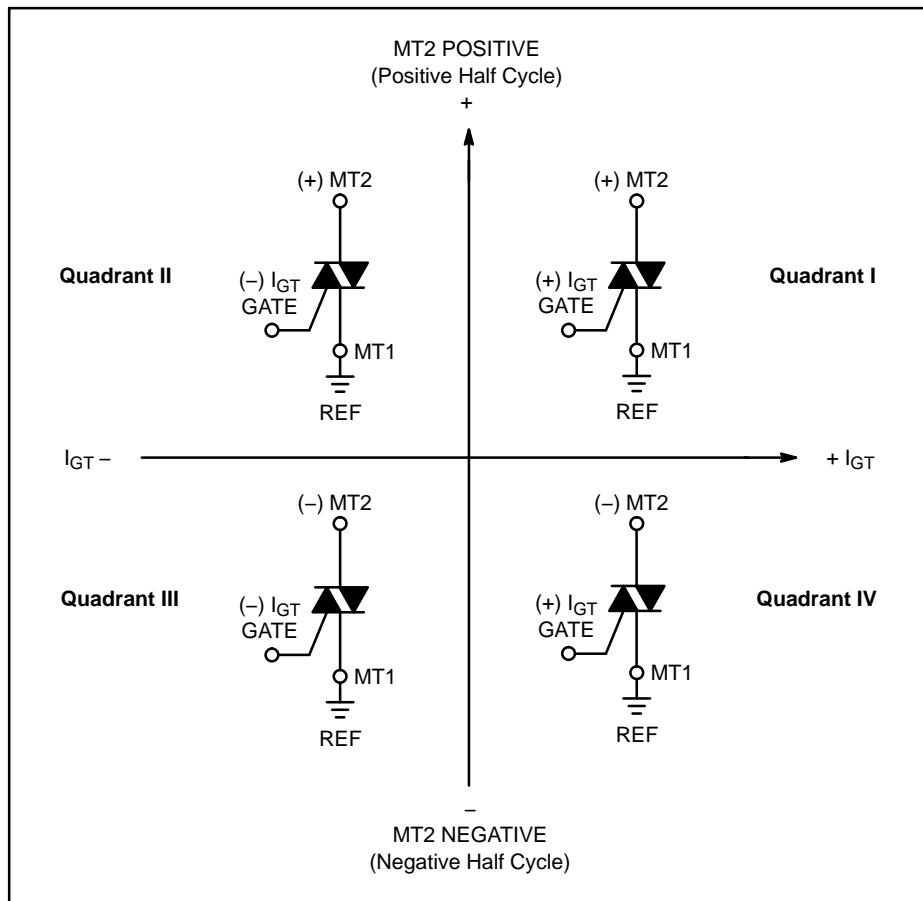 MT2 POSITIVE
(Positive Half Cycle)
+
(+) MT2
(+) MT2
Quadrant II
(−) IGT
GATE
(+) IGT
GATE
Quadrant I
MT1
MT1
REF
REF
IGT −
+ IGT
(−) MT2
(−) MT2
Quadrant III
(−) IGT
GATE
(+) IGT
GATE
Quadrant IV
MT1
MT1
REF
REF
−
MT2 NEGATIVE
(Negative Half Cycle)